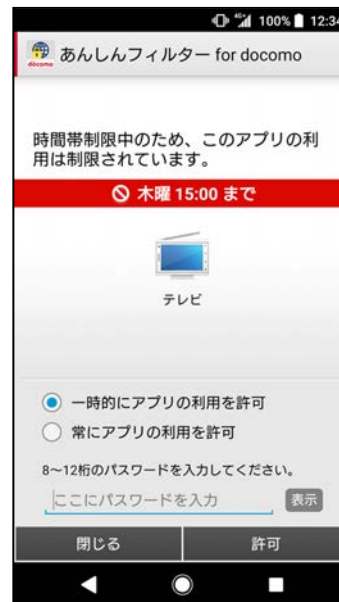 4G 100% 12:34
docomo
あんしんフィルター for docomo
時間帯制限中のため、このアプリの利
用は制限されています。
木曜 15:00 まで
テレビ
一時的にアプリの利用を許可
常にアプリの利用を許可
8~12桁のパスワードを入力してください。
ここにパスワードを入力
表示
閉じる
許可